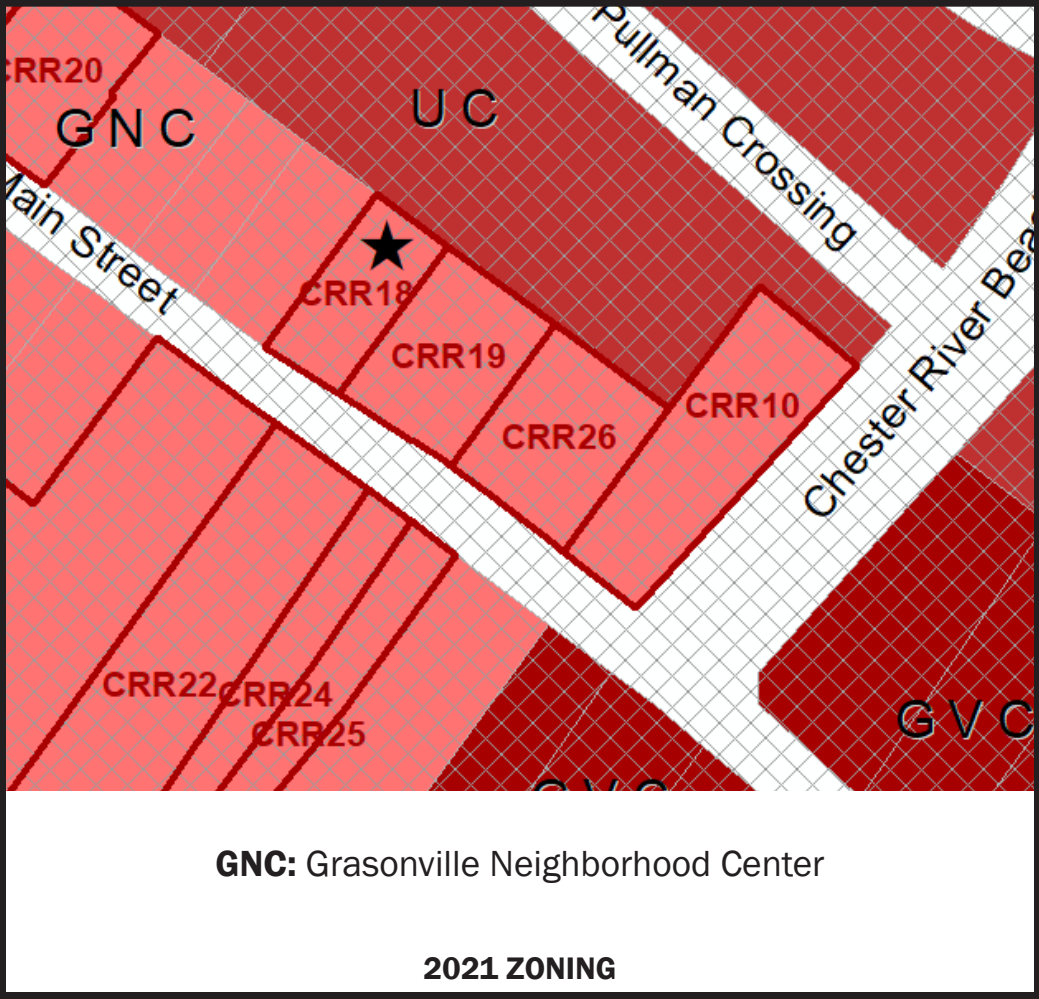 CRR20
GNC
UC
Pullman Crossing
Main Street
CRR18
CRR19
CRR26
CRR10
Chester River
CRR22
CRR24
CRR25
GVC
GVC
GNC: Grasonville Neighborhood Center
2021 ZONING